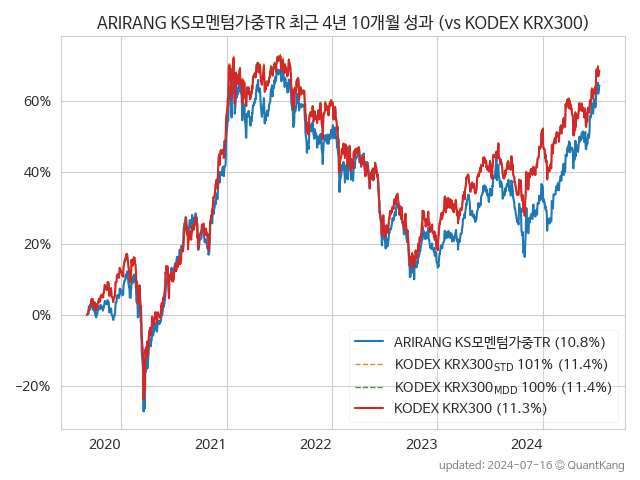 ARIRANG KS모멘텀가중TR 최근 4년 10개월 성과 (vs KODEX KRX300)
60%
40%
20%
0%
−20%
ARIRANG KS모멘텀가중TR (10.8%)
KODEX KRX300STD 101% (11.4%)
KODEX KRX300MDD 100% (11.4%)
KODEX KRX300 (11.3%)
2020 2021 2022 2023 2024
updated: 2024-07-16 © QuantKang